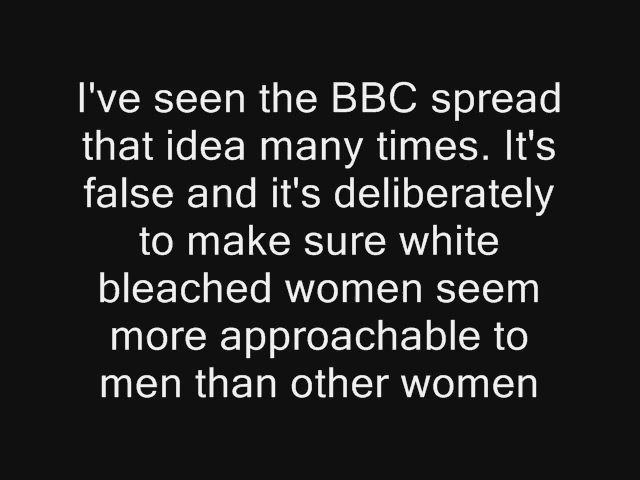 I've seen the BBC spread
that idea many times. It's
false and it's deliberately
to make sure white
bleached women seem
more approachable to
men than other women